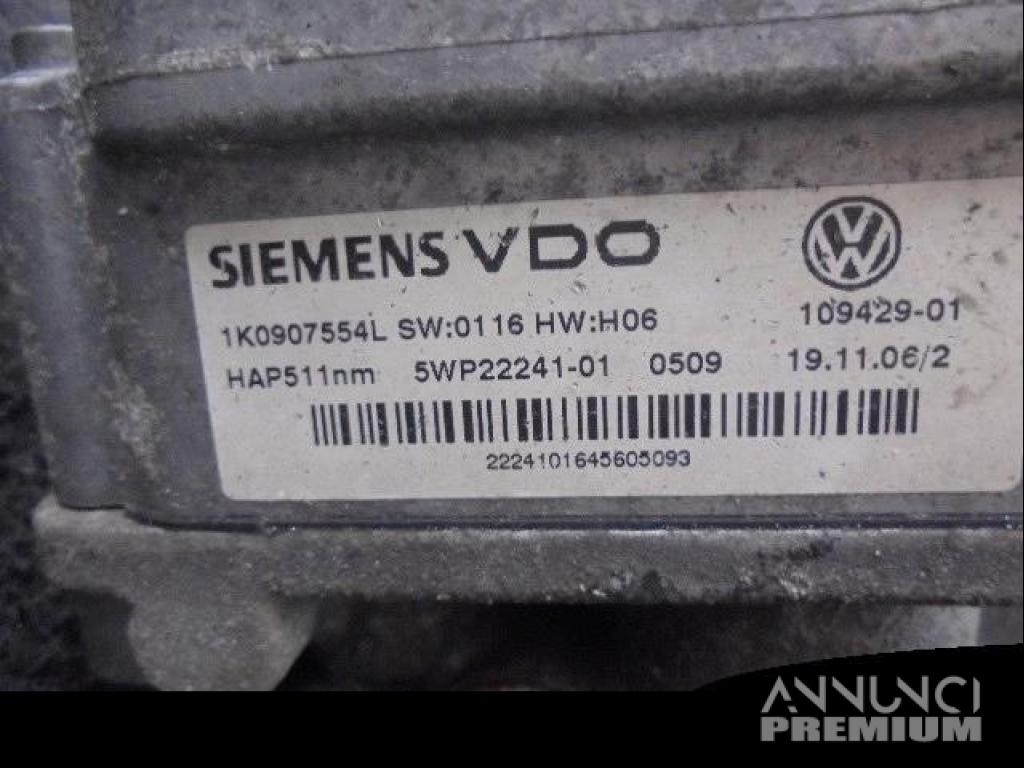 SIEMENS VDO
1K0907554L SW:0116 HW:H06 109429-01
HAP511nm 5WP22241-01 0509 19.11.06/2
2224101645605093
ANNUNCI
PREMIUM